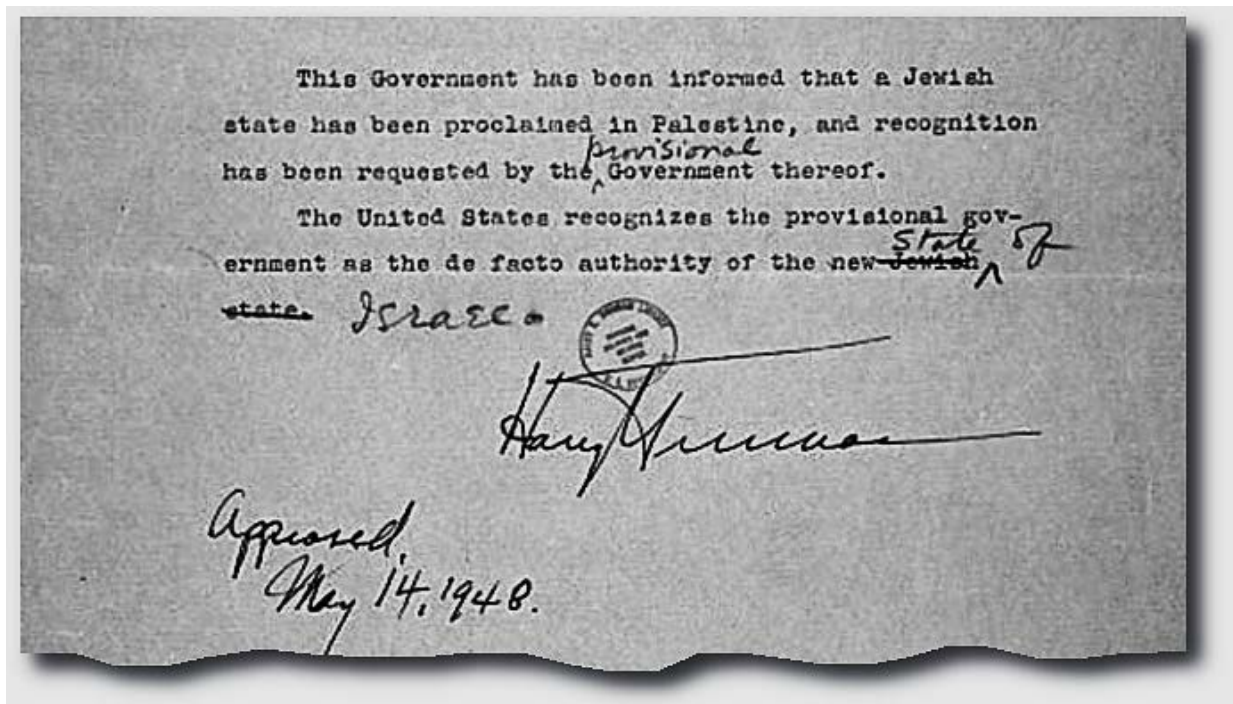 This Government has been informed that a Jewish
state has been proclaimed in Palestine, and recognition
provisional
has been requested by the Government thereof.
The United States recognizes the provisional gov-
State of
ernment as the de facto authority of the new Jewish
state. Israel.
Harry Truman
Approved,
May 14, 1948.